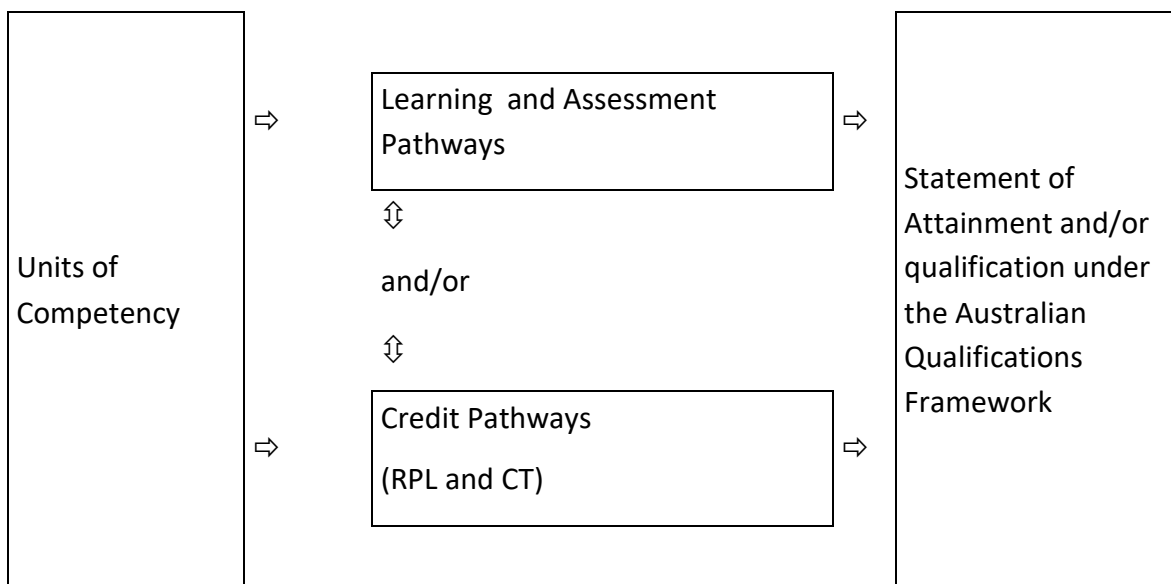 Units of
Competency
⇨
Learning and Assessment
Pathways
⇨
⇳
and/or
⇳
⇨
Credit Pathways
(RPL and CT)
⇨
Statement of
Attainment and/or
qualification under
the Australian
Qualifications
Framework